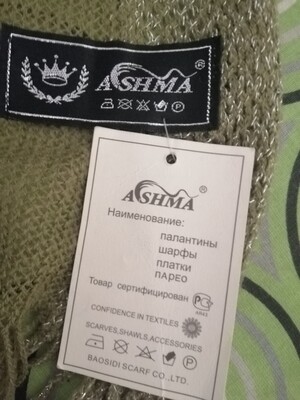 ASHMA®
P
ASHMA®
Наименование:
палантины
шарфы
платки
ПАРЕО
Товар сертифицирован
CONFIDENCE IN TEXTILES
SCARVES,SHAWLS,ACCESSORIES
P
BAOSIDI SCARF CO.,LTD.